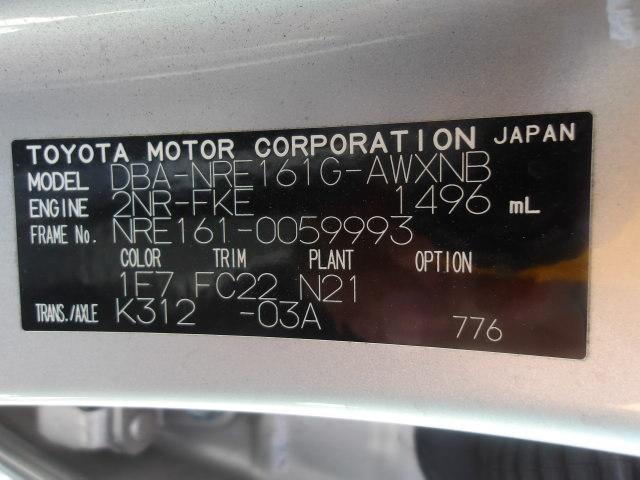 TOYOTA MOTOR CORPORATION JAPAN
MODEL DBA-NRE161G-AWXNB
ENGINE 2NR-FKE 1496 mL
FRAME No. NRE161-0059993
COLOR TRIM PLANT OPTION
1E7 FC22 N21
TRANS./AXLE K312 -03A 776